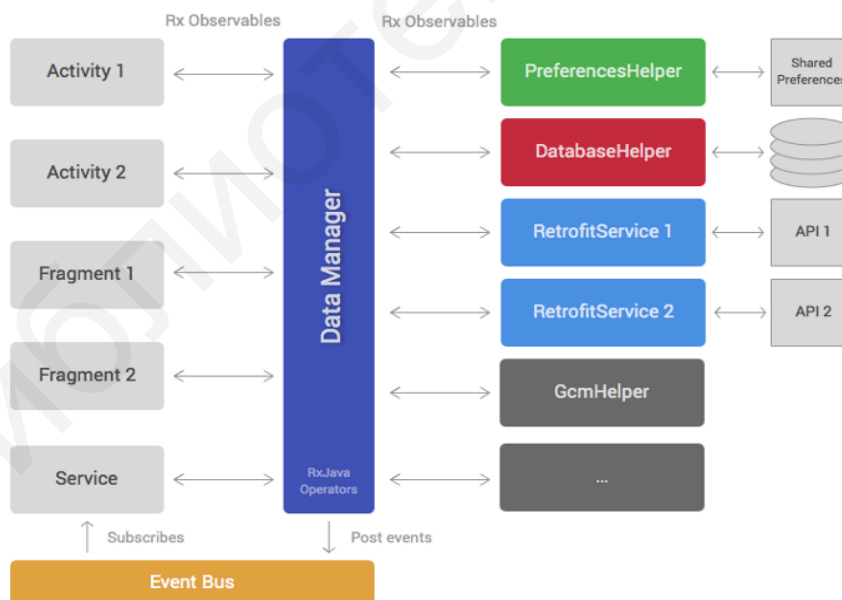 Rx Observables
Rx Observables
Activity 1
Activity 2
Fragment 1
Fragment 2
Service
Data Manager
RxJava
Operators
PreferencesHelper
DatabaseHelper
RetrofitService 1
RetrofitService 2
GcmHelper
...
Shared
Preferences
API 1
API 2
Subscribes
Post events
Event Bus